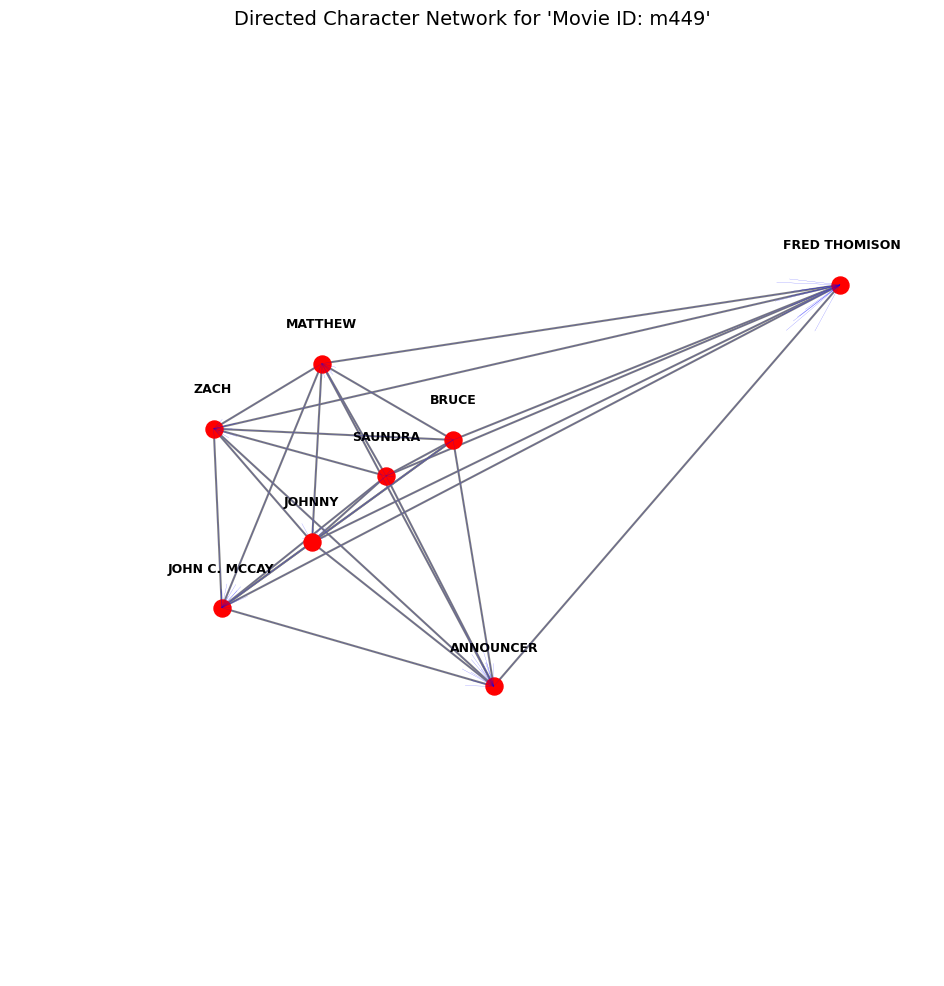 Directed Character Network for 'Movie ID: m449'
FRED THOMISON
MATTHEW
ZACH
BRUCE
SAUNDRA
JOHNNY
JOHN C. MCCAY
ANNOUNCER